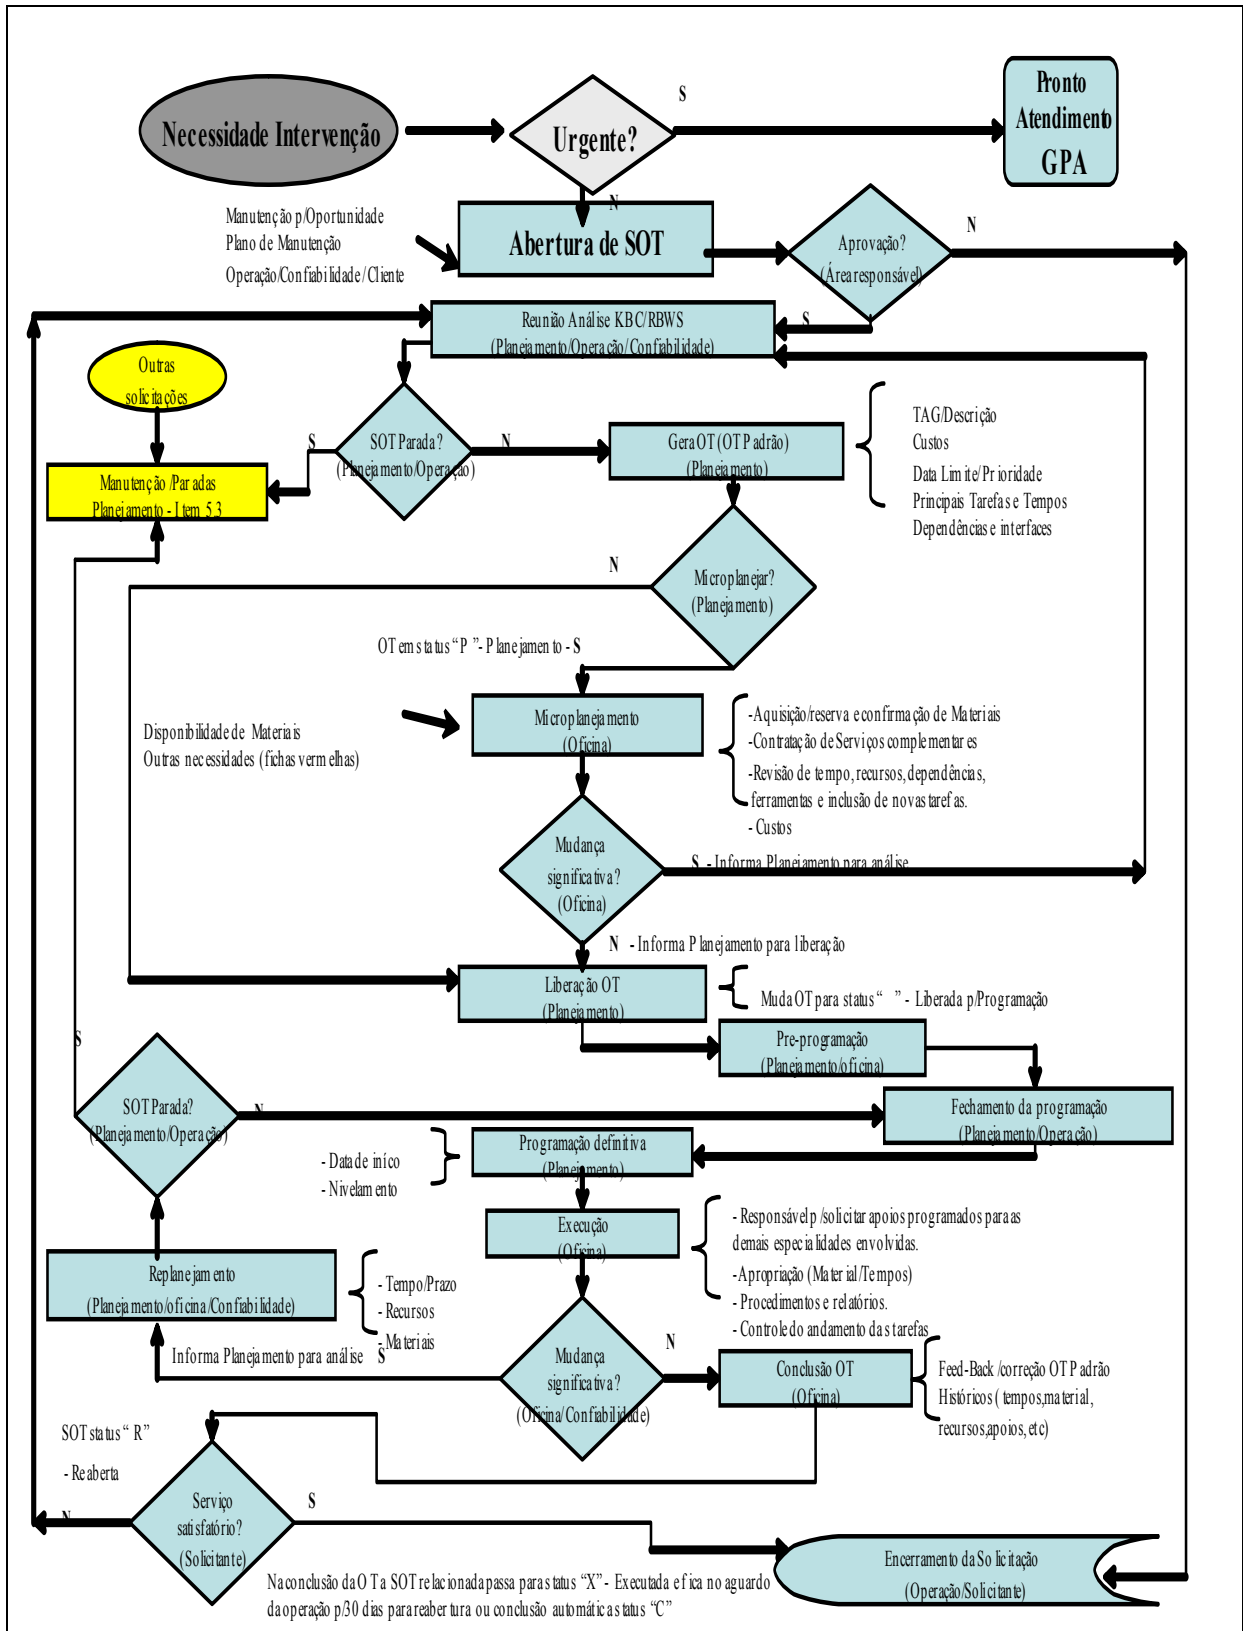 S
Pronto
Atendimento
GPA
Necessidade Intervenção
Urgente?
N
Manutenção p/Oportunidade
Plano de Manutenção
Operação/Confiabilidade/Cliente
Abertura de SOT
Aprovação?
(Área responsável)
N
S
Reunião Análise KBC/RBWS
(Planejamento/Operação/Confiabilidade)
Outras
solicitações
SOT Parada?
(Planejamento/Operação)
S
N
Gera OT (OT Padrão)
(Planejamento)
TAG/Descrição
Custos
Data Limite/Prioridade
Principais Tarefas e Tempos
Dependências e interfaces
Manutenção /Paradas
Planejamento - Item 5.3
N
Microplanejar?
(Planejamento)
OT em status “P”- Planejamento - S
Microplanejamento
(Oficina)
Disponibilidade de Materiais
Outras necessidades (fichas vermelhas)
-Aquisição/reserva e confirmação de Materiais
-Contratação de Serviços complementares
-Revisão de tempo, recursos, dependências,
ferramentas e inclusão de novas tarefas.
- Custos
Mudança
significativa?
(Oficina)
S - Informa Planejamento para análise
N - Informa Planejamento para liberação
Liberação OT
(Planejamento)
Muda OT para status “ ” - Liberada p/Programação
S
Pre-programação
(Planejamento/oficina)
SOT Parada?
(Planejamento/Operação)
N
Fechamento da programação
(Planejamento/Operação)
- Data de iníco
- Nivelamento
Programação definitiva
(Planejamento)
Execução
(Oficina)
- Responsável p/solicitar apoios programados para as
demais especialidades envolvidas.
-Apropriação (Material/Tempos)
- Procedimentos e relatórios.
- Controle do andamento das tarefas
Replanejamento
(Planejamento/oficina/Confiabilidade)
- Tempo/Prazo
- Recursos
- Materiais
Informa Planejamento para análise S
Mudança
significativa?
(Oficina/Confiabilidade)
N
Conclusão OT
(Oficina)
Feed-Back /correção OT Padrão
Históricos ( tempos,material,
recursos,apoios, etc)
SOT status “ R”
- Reaberta
Serviço
satisfatório?
(Solicitante)
N
S
Encerramento da Solicitação
(Operação/Solicitante)
Na conclusão da OT a SOT relacionada passa para status “X”- Executada e fica no aguardo
da operação p/30 dias para reabertura ou conclusão automática status “C”